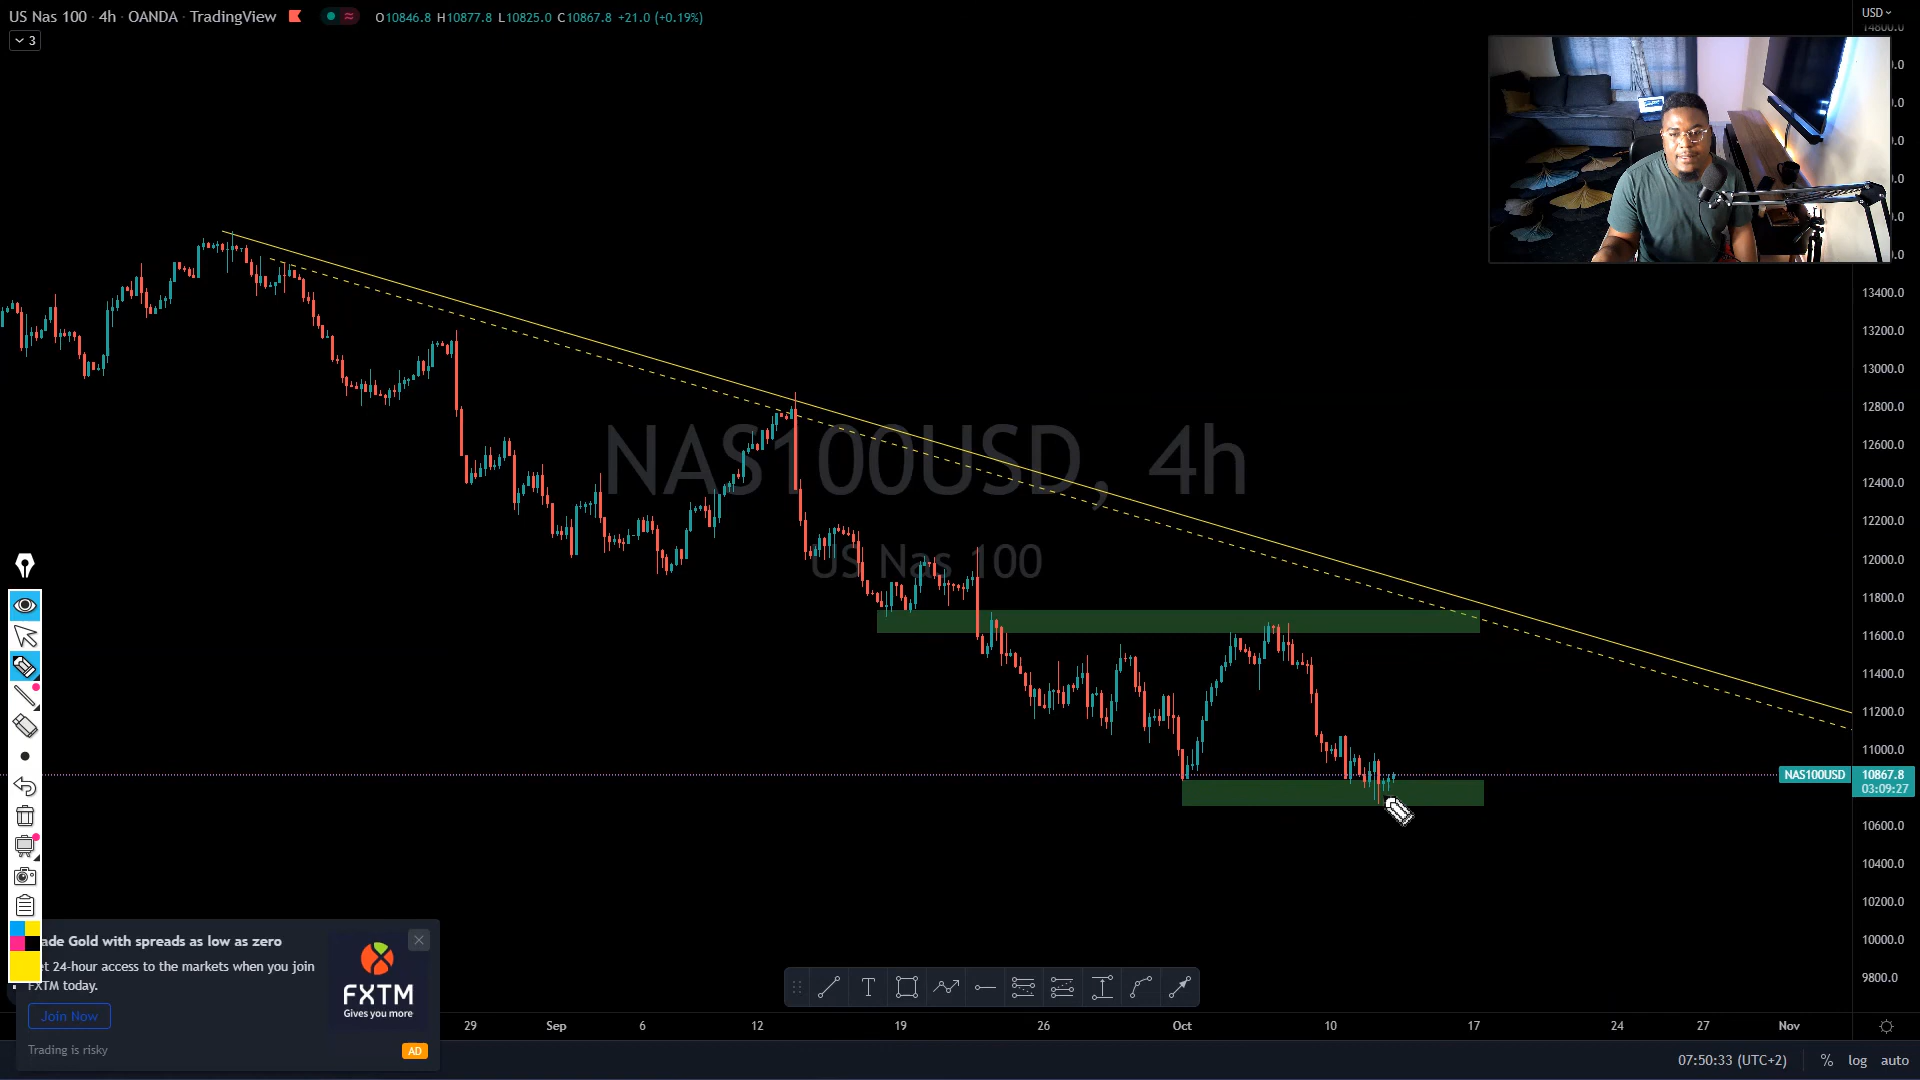 US Nas 100 · 4h · OANDA · TradingView O10846.8 H10877.8 L10825.0 C10867.8 +21.0 (+0.19%)
USD
3
13400.0
13200.0
13000.0
12800.0
12600.0
12400.0
12200.0
12000.0
11800.0
11600.0
11400.0
11200.0
11000.0
NAS100USD, 4h
US Nas 100
NAS100USD 10867.8
03:09:27
10600.0
10400.0
10200.0
10000.0
9800.0
ade Gold with spreads as low as zero
et 24-hour access to the markets when you join
FXTM today.
FXTM
Gives you more
Join Now
Trading is risky
AD
T
29 Sep 6 12 19 26 Oct 10 17 24 27 Nov
07:50:33 (UTC+2) % log auto